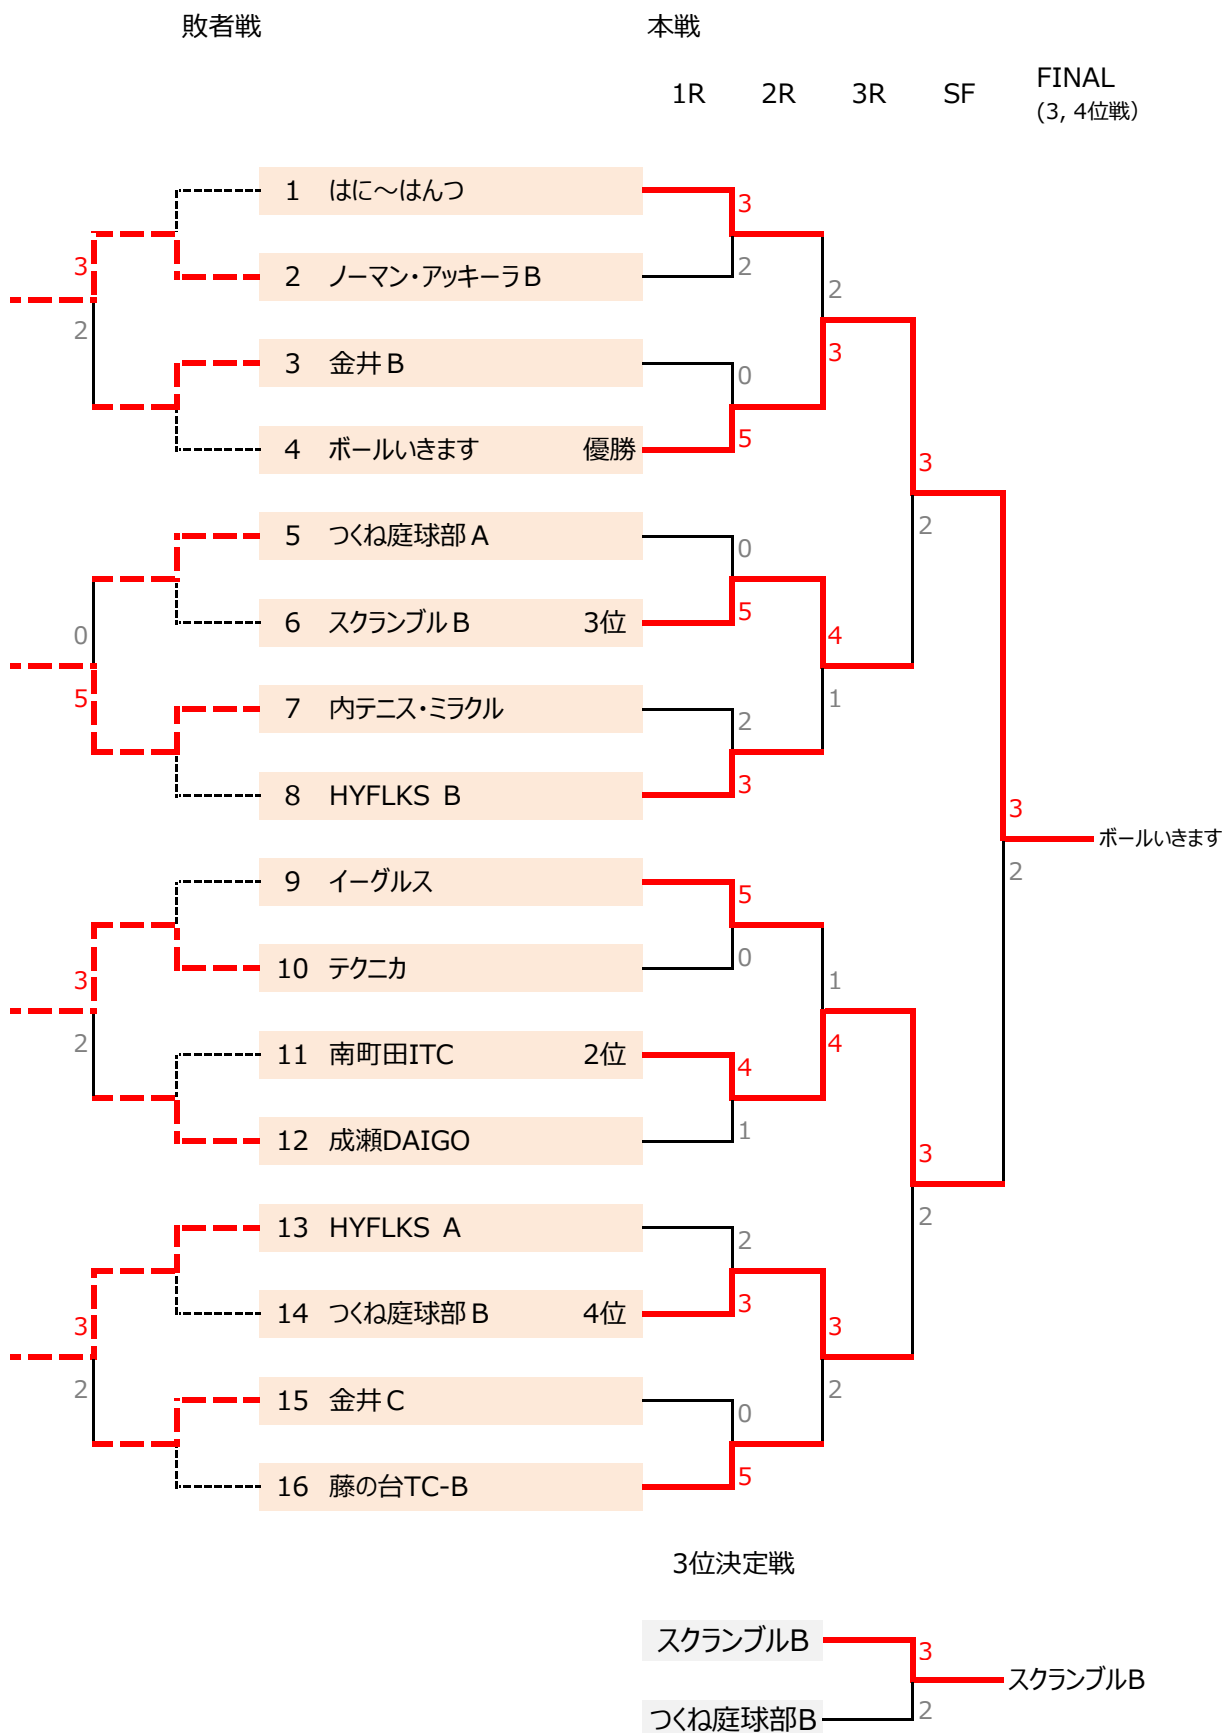 敗者戦 本戦
1R 2R 3R SF FINAL
(3, 4位戦)
1 はに～はんつ
3
3
2
2 ノーマン・アッキーラB
2
2
3 金井B
3
0
4 ボールいきます 優勝
5
3
5 つくね庭球部A
2
0
6 スクランブルB 3位
5
0
4
5
7 内テニス・ミラクル
1
2
8 HYFLKS B
3
3
ボールいきます
2
9 イーグルス
5
10 テクニカ
0
3
1
11 南町田ITC 2位
2
4
4
12 成瀬DAIGO
1
3
13 HYFLKS A
2
2
14 つくね庭球部B 4位
3
3
3
2
2
15 金井C
0
16 藤の台TC-B
5
3位決定戦
スクランブルB
3
スクランブルB
つくね庭球部B
2